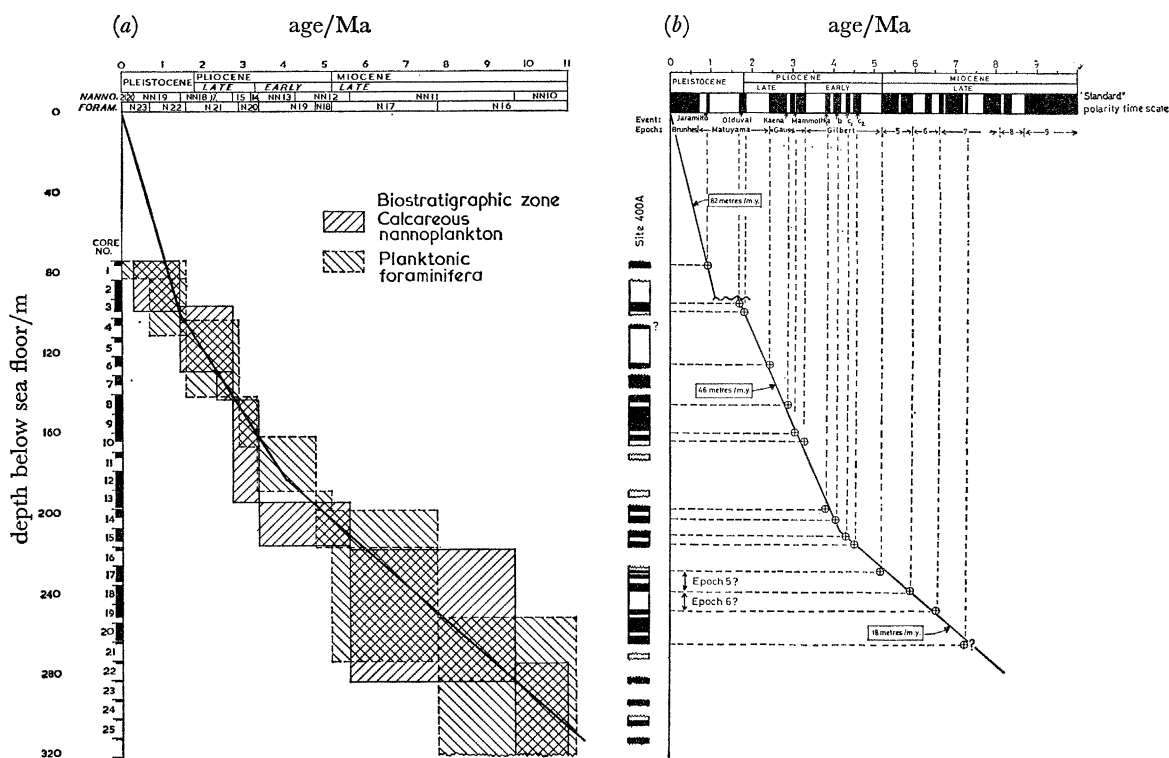 (a) age/Ma
0 1 2 3 4 5 6 7 8 9 10 11
PLEISTOCENE PLIOCENE MIOCENE
LATE EARLY LATE
NANNO. NN19 NN18 NN13 NN12 NN11 NN10
FORAM. N23 N22 N21 N20 N19 N18 N17 N16
depth below sea floor/m
0
40
80
120
160
200
240
280
320
CORE NO.
1
2
3
4
5
6
7
8
9
10
11
12
13
14
15
16
17
18
19
20
21
22
23
24
25
Biostratigraphic zone
Calcareous nannoplankton
Planktonic foraminifera
(b) age/Ma
0 1 2 3 4 5 6 7 8 9
PLEISTOCENE PLIOCENE MIOCENE
LATE EARLY LATE
"Standard" polarity time scale
Event: Jaramillo Olduvai Kaena Mammoth a b c₁ c₂
Epoch: Brunhes Matuyama Gauss Gilbert 5 6 7 8 9
Site 400A
82 metres/m.y.
?
46 metres/m.y.
Epoch 5?
Epoch 6?
18 metres/m.y.
?